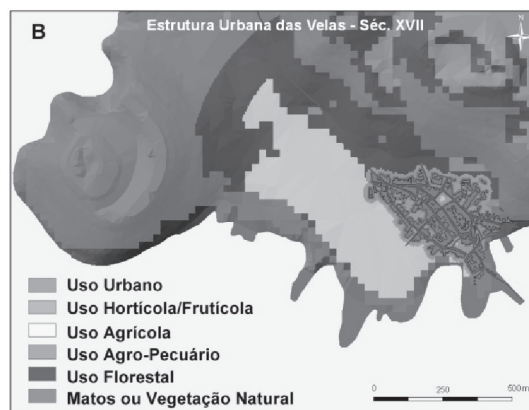 B
Estrutura Urbana das Velas - Séc. XVII
N
Uso Urbano
Uso Hortícola/Frutícola
Uso Agrícola
Uso Agro-Pecuário
Uso Florestal
Matos ou Vegetação Natural
0 250 500m